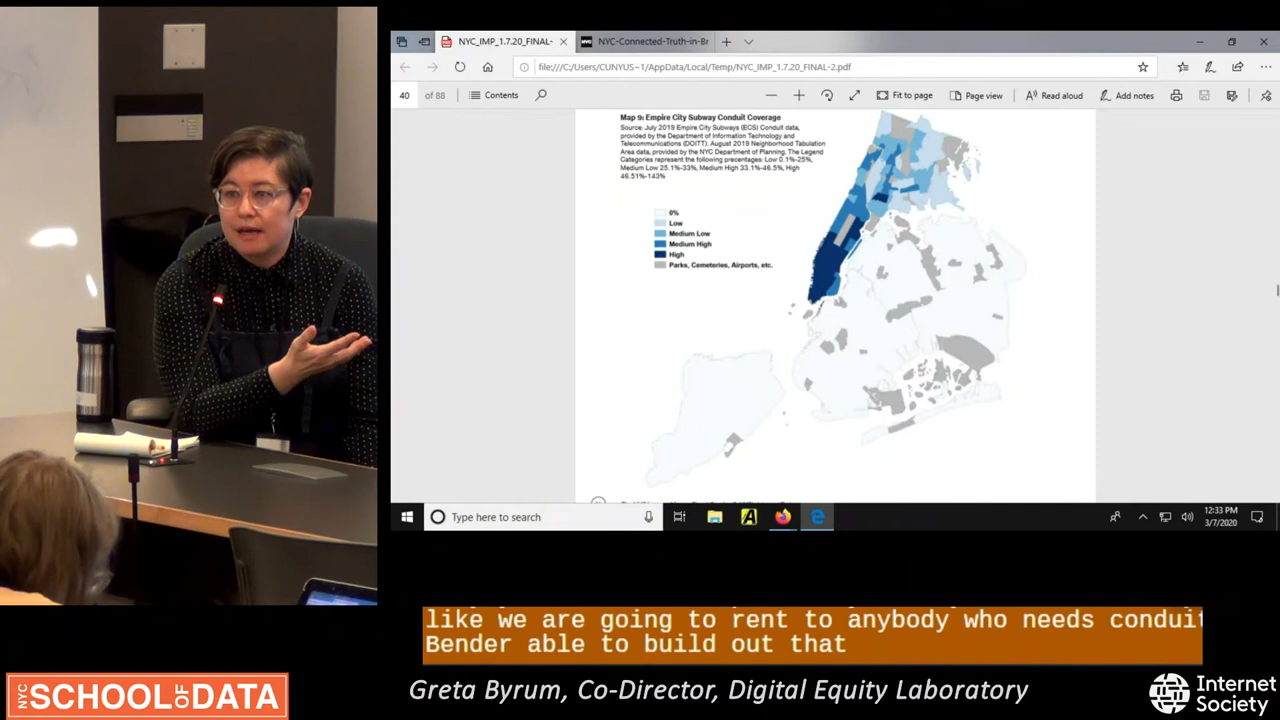 NYC_IMP_1.7.20_FINAL-
NYC-Connected-Truth-in-Br
file:///C:/Users/CUNYUS~1/AppData/Local/Temp/NYC_IMP_1.7.20_FINAL-2.pdf
40 of 88 Contents Fit to page Page view Read aloud Add notes
Map 9: Empire City Subway Conduit Coverage
Source: July 2019 Empire City Subways (ECS) Conduit data,
provided by the Department of Information Technology and
Telecommunications (DOITT). August 2019 Neighborhood Tabulation
Area data, provided by the NYC Department of Planning. The Legend
Categories represent the following precentages: Low 0.1%-25%,
Medium Low 25.1%-33%, Medium High 33.1%-46.5%, High
46.51%-143%
0%
Low
Medium Low
Medium High
High
Parks, Cemeteries, Airports, etc.
Type here to search
12:33 PM
3/7/2020
like we are going to rent to anybody who needs conduit
Bender able to build out that
NYC SCHOOL OF DATA
Greta Byrum, Co-Director, Digital Equity Laboratory
Internet
Society